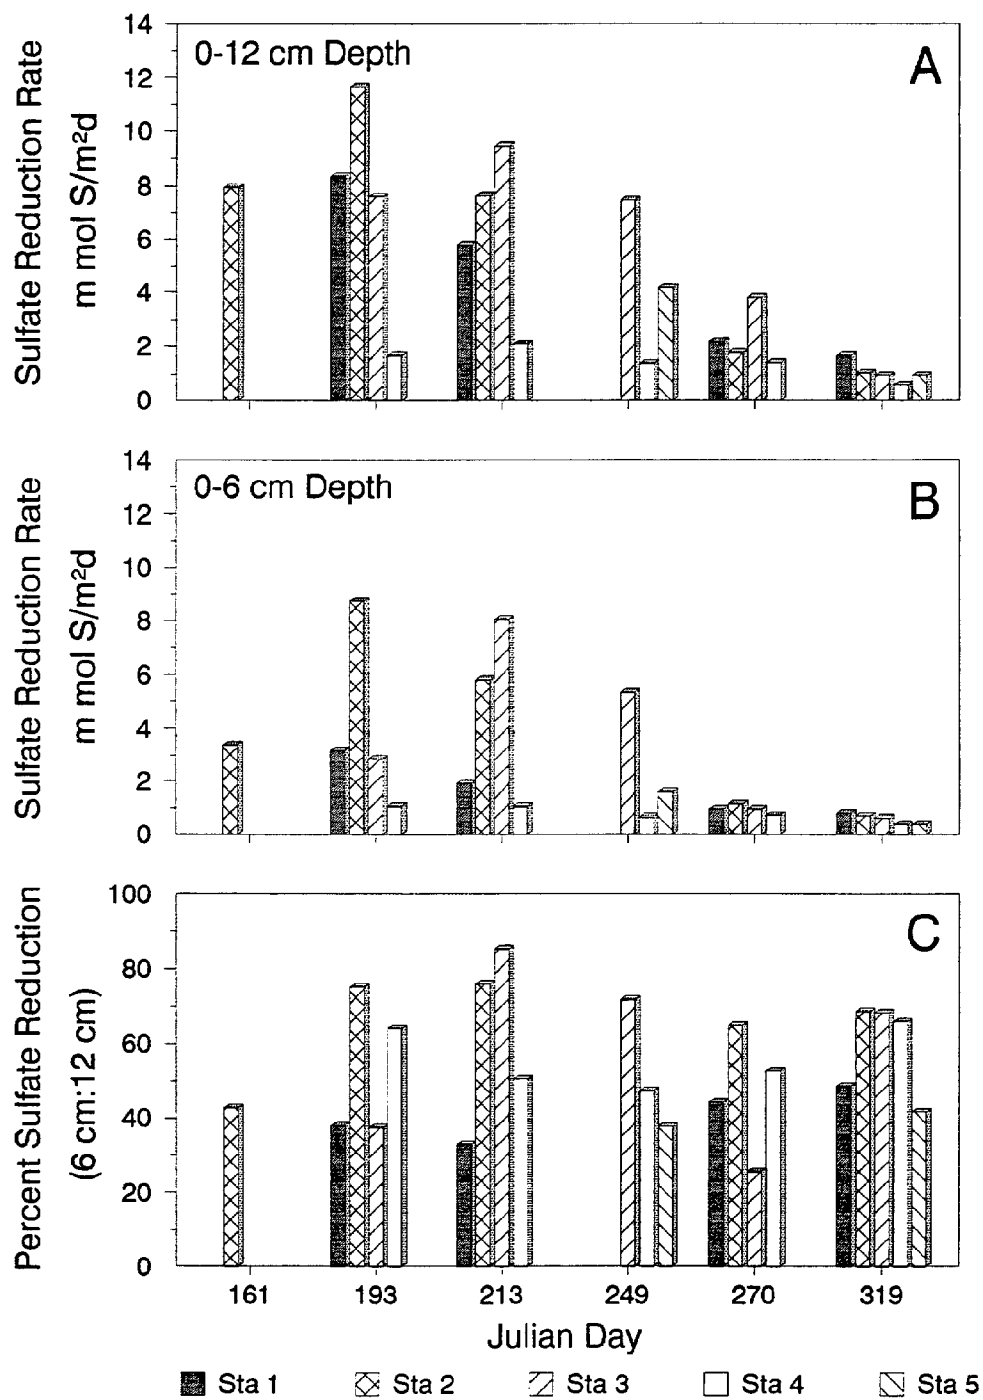 14
12
10
8
6
4
2
0
Sulfate Reduction Rate
m mol S/m²d
0-12 cm Depth
A
14
12
10
8
6
4
2
0
Sulfate Reduction Rate
m mol S/m²d
0-6 cm Depth
B
100
80
60
40
20
0
Percent Sulfate Reduction
(6 cm:12 cm)
C
161 193 213 249 270 319
Julian Day
Sta 1 Sta 2 Sta 3 Sta 4 Sta 5